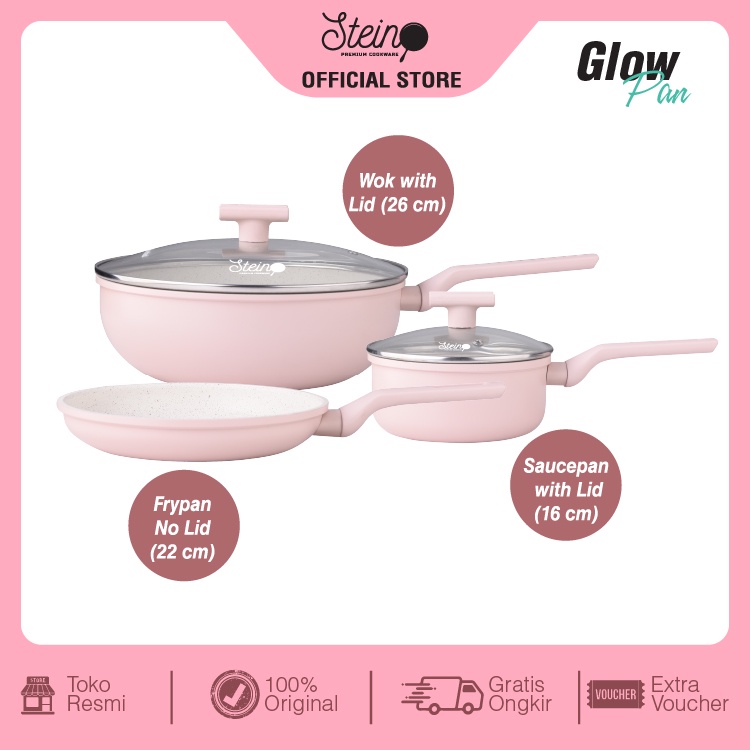 Stein
PREMIUM COOKWARE
OFFICIAL STORE
Glow
Pan
Wok with
Lid (26 cm)
Stein
Stein
Saucepan
with Lid
(16 cm)
Frypan
No Lid
(22 cm)
STORE
Toko
Resmi
100%
Original
Gratis
Ongkir
VOUCHER
Extra
Voucher